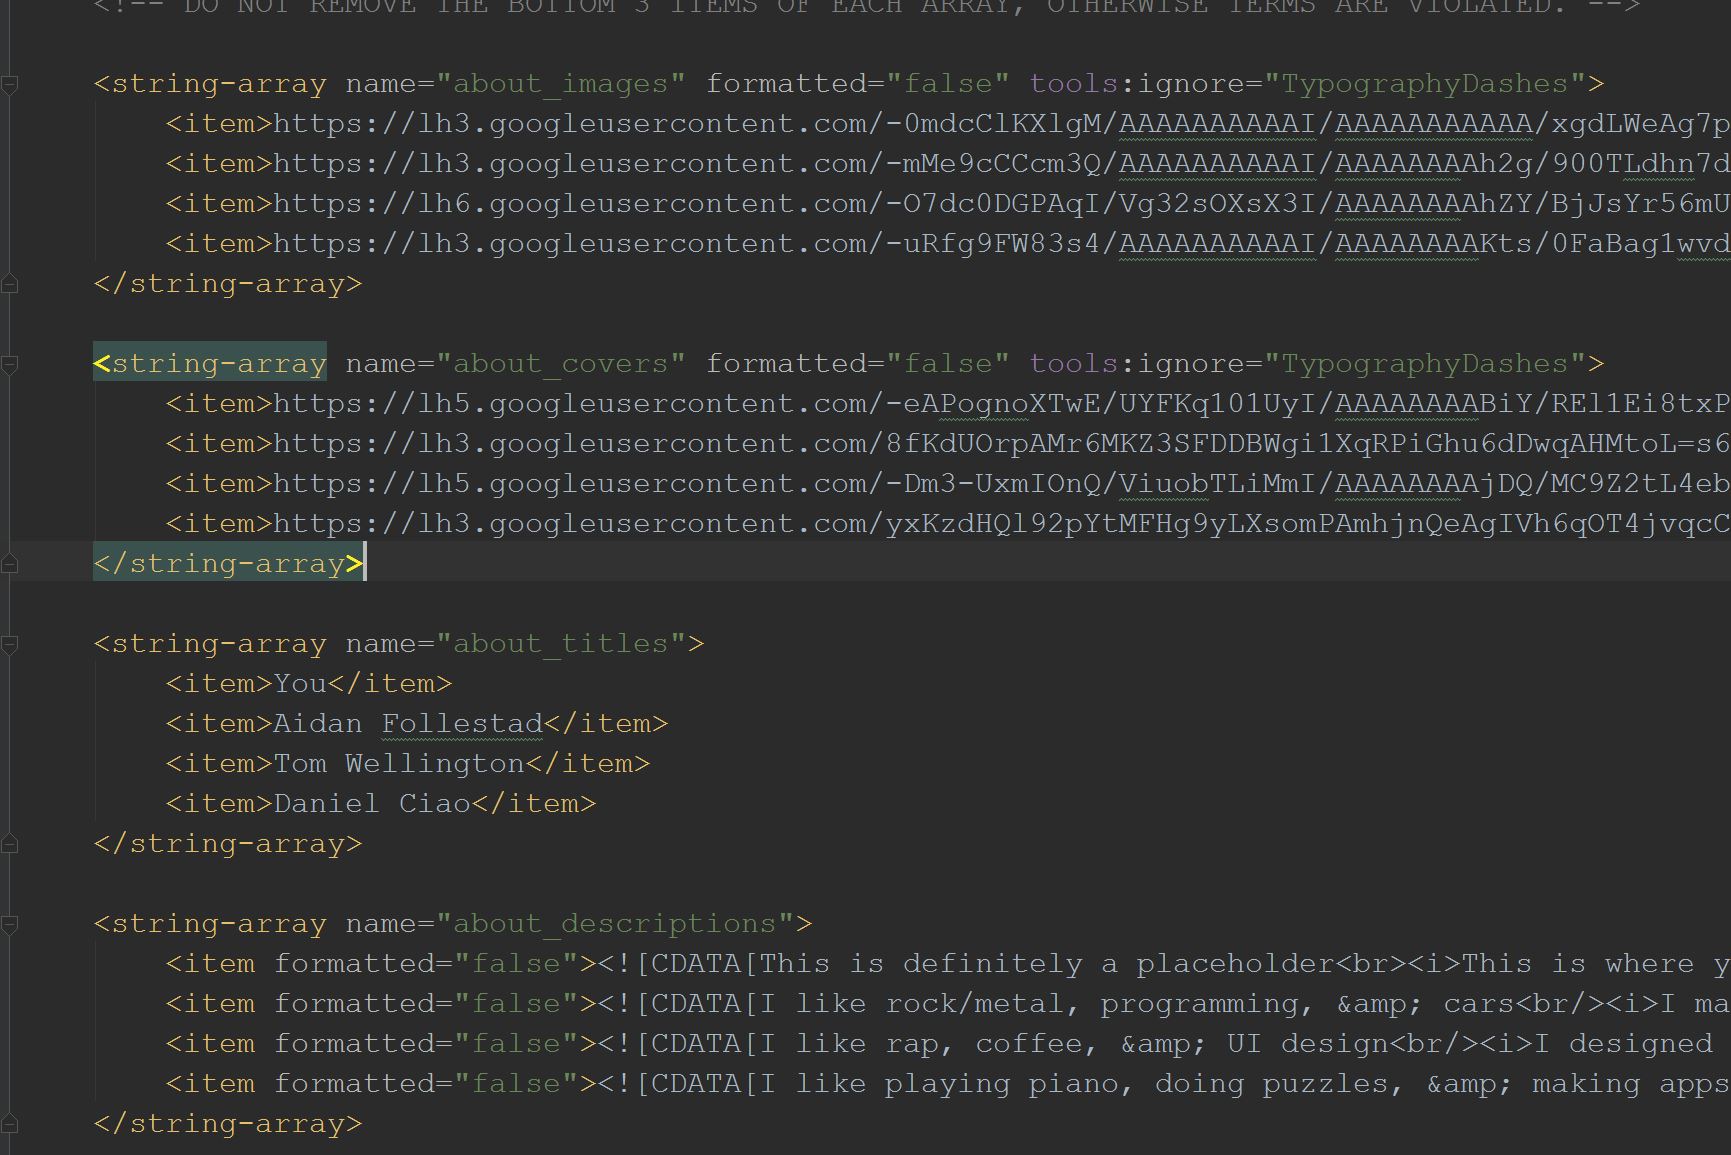 <!-- DO NOT REMOVE THE BOTTOM 3 ITEMS OF EACH ARRAY, OTHERWISE TERMS ARE VIOLATED. -->
<string-array name="about_images" formatted="false" tools:ignore="TypographyDashes">
<item>https://lh3.googleusercontent.com/-0mdcClKXlgM/AAAAAAAAAAI/AAAAAAAAAAA/xgdLWeAg7p
<item>https://lh3.googleusercontent.com/-mMe9cCCcm3Q/AAAAAAAAAAI/AAAAAAAAh2g/900TLdhn7d
<item>https://lh6.googleusercontent.com/-O7dc0DGPAqI/Vg32sOXsX3I/AAAAAAAAhZY/BjJsYr56mU
<item>https://lh3.googleusercontent.com/-uRfg9FW83s4/AAAAAAAAAAI/AAAAAAAAKts/0FaBag1wvd
</string-array>
<string-array name="about_covers" formatted="false" tools:ignore="TypographyDashes">
<item>https://lh5.googleusercontent.com/-eAPognoXTwE/UYFKq101UyI/AAAAAAAABiY/REl1Ei8txP
<item>https://lh3.googleusercontent.com/8fKdUOrpAMr6MKZ3SFDDBWgi1XqRPiGhu6dDwqAHMtoL=s6
<item>https://lh5.googleusercontent.com/-Dm3-UxmIOnQ/ViuobTLiMmI/AAAAAAAAjDQ/MC9Z2tL4eb
<item>https://lh3.googleusercontent.com/yxKzdHQl92pYtMFHg9yLXsomPAmhjnQeAgIVh6qOT4jvqcC
</string-array>
<string-array name="about_titles">
<item>You</item>
<item>Aidan Follestad</item>
<item>Tom Wellington</item>
<item>Daniel Ciao</item>
</string-array>
<string-array name="about_descriptions">
<item formatted="false"><![CDATA[This is definitely a placeholder<br><i>This is where y
<item formatted="false"><![CDATA[I like rock/metal, programming, &amp; cars<br/><i>I ma
<item formatted="false"><![CDATA[I like rap, coffee, &amp; UI design<br/><i>I designed
<item formatted="false"><![CDATA[I like playing piano, doing puzzles, &amp; making apps
</string-array>